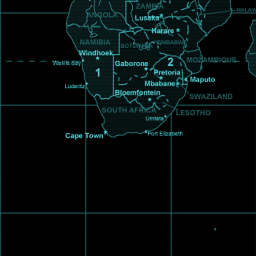 ZAMBIA
ANGOLA
Lusaka
MALAWI
Harare
NAMIBIA
ZIMBABWE
BOTSWANA
Windhoek
Walvis Bay
Gaborone
2
MOZAMBIQUE
1
Pretoria
Maputo
Mbabane
Luderitz
Bloemfontein
SWAZILAND
SOUTH AFRICA
LESOTHO
Umtata
Cape Town
Port Elizabeth